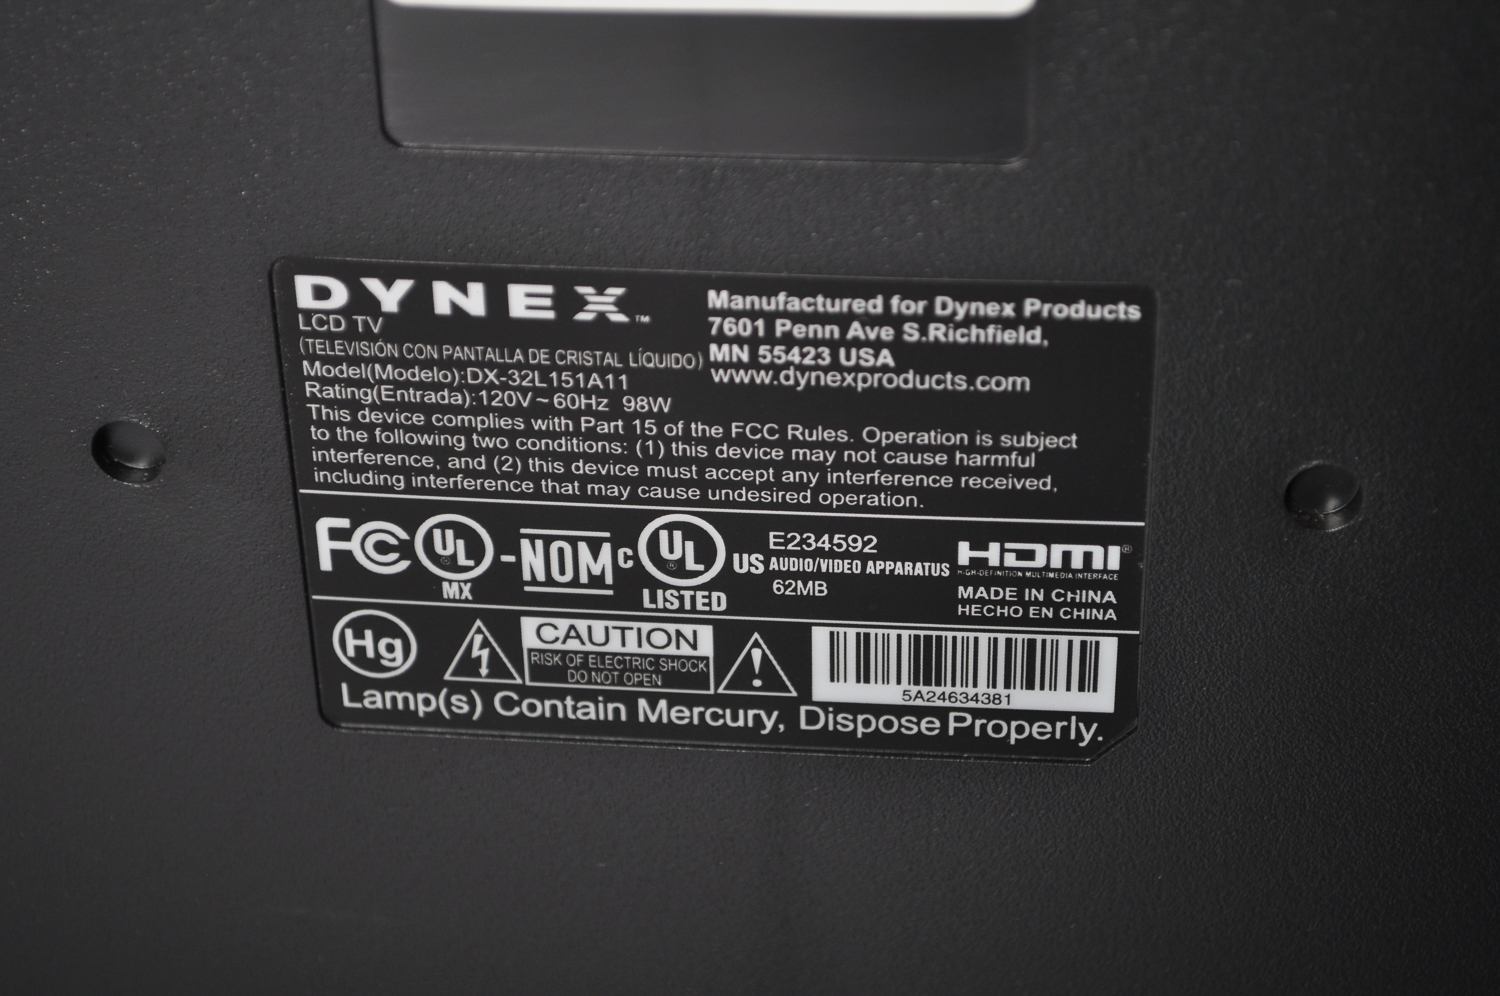 DYNEX™
LCD TV
(TELEVISIÓN CON PANTALLA DE CRISTAL LÍQUIDO)
Model(Modelo):DX-32L151A11
Rating(Entrada):120V~60Hz 98W
Manufactured for Dynex Products
7601 Penn Ave S.Richfield,
MN 55423 USA
www.dynexproducts.com
This device complies with Part 15 of the FCC Rules. Operation is subject
to the following two conditions: (1) this device may not cause harmful
interference, and (2) this device must accept any interference received,
including interference that may cause undesired operation.
FC UL® -NOM C UL® US
MX
LISTED
E234592
AUDIO/VIDEO APPARATUS
62MB
HDMI®
HIGH-DEFINITION MULTIMEDIA INTERFACE
MADE IN CHINA
HECHO EN CHINA
Hg
CAUTION
RISK OF ELECTRIC SHOCK
DO NOT OPEN
!
5A24634381
Lamp(s) Contain Mercury, Dispose Properly.